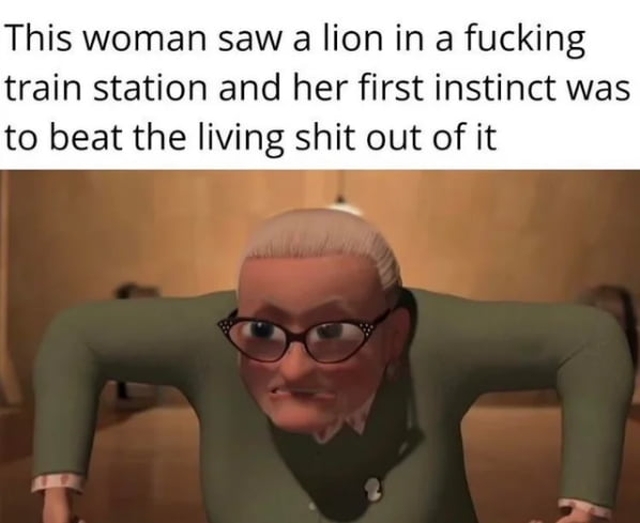 This woman saw a lion in a fucking
train station and her first instinct was
to beat the living shit out of it